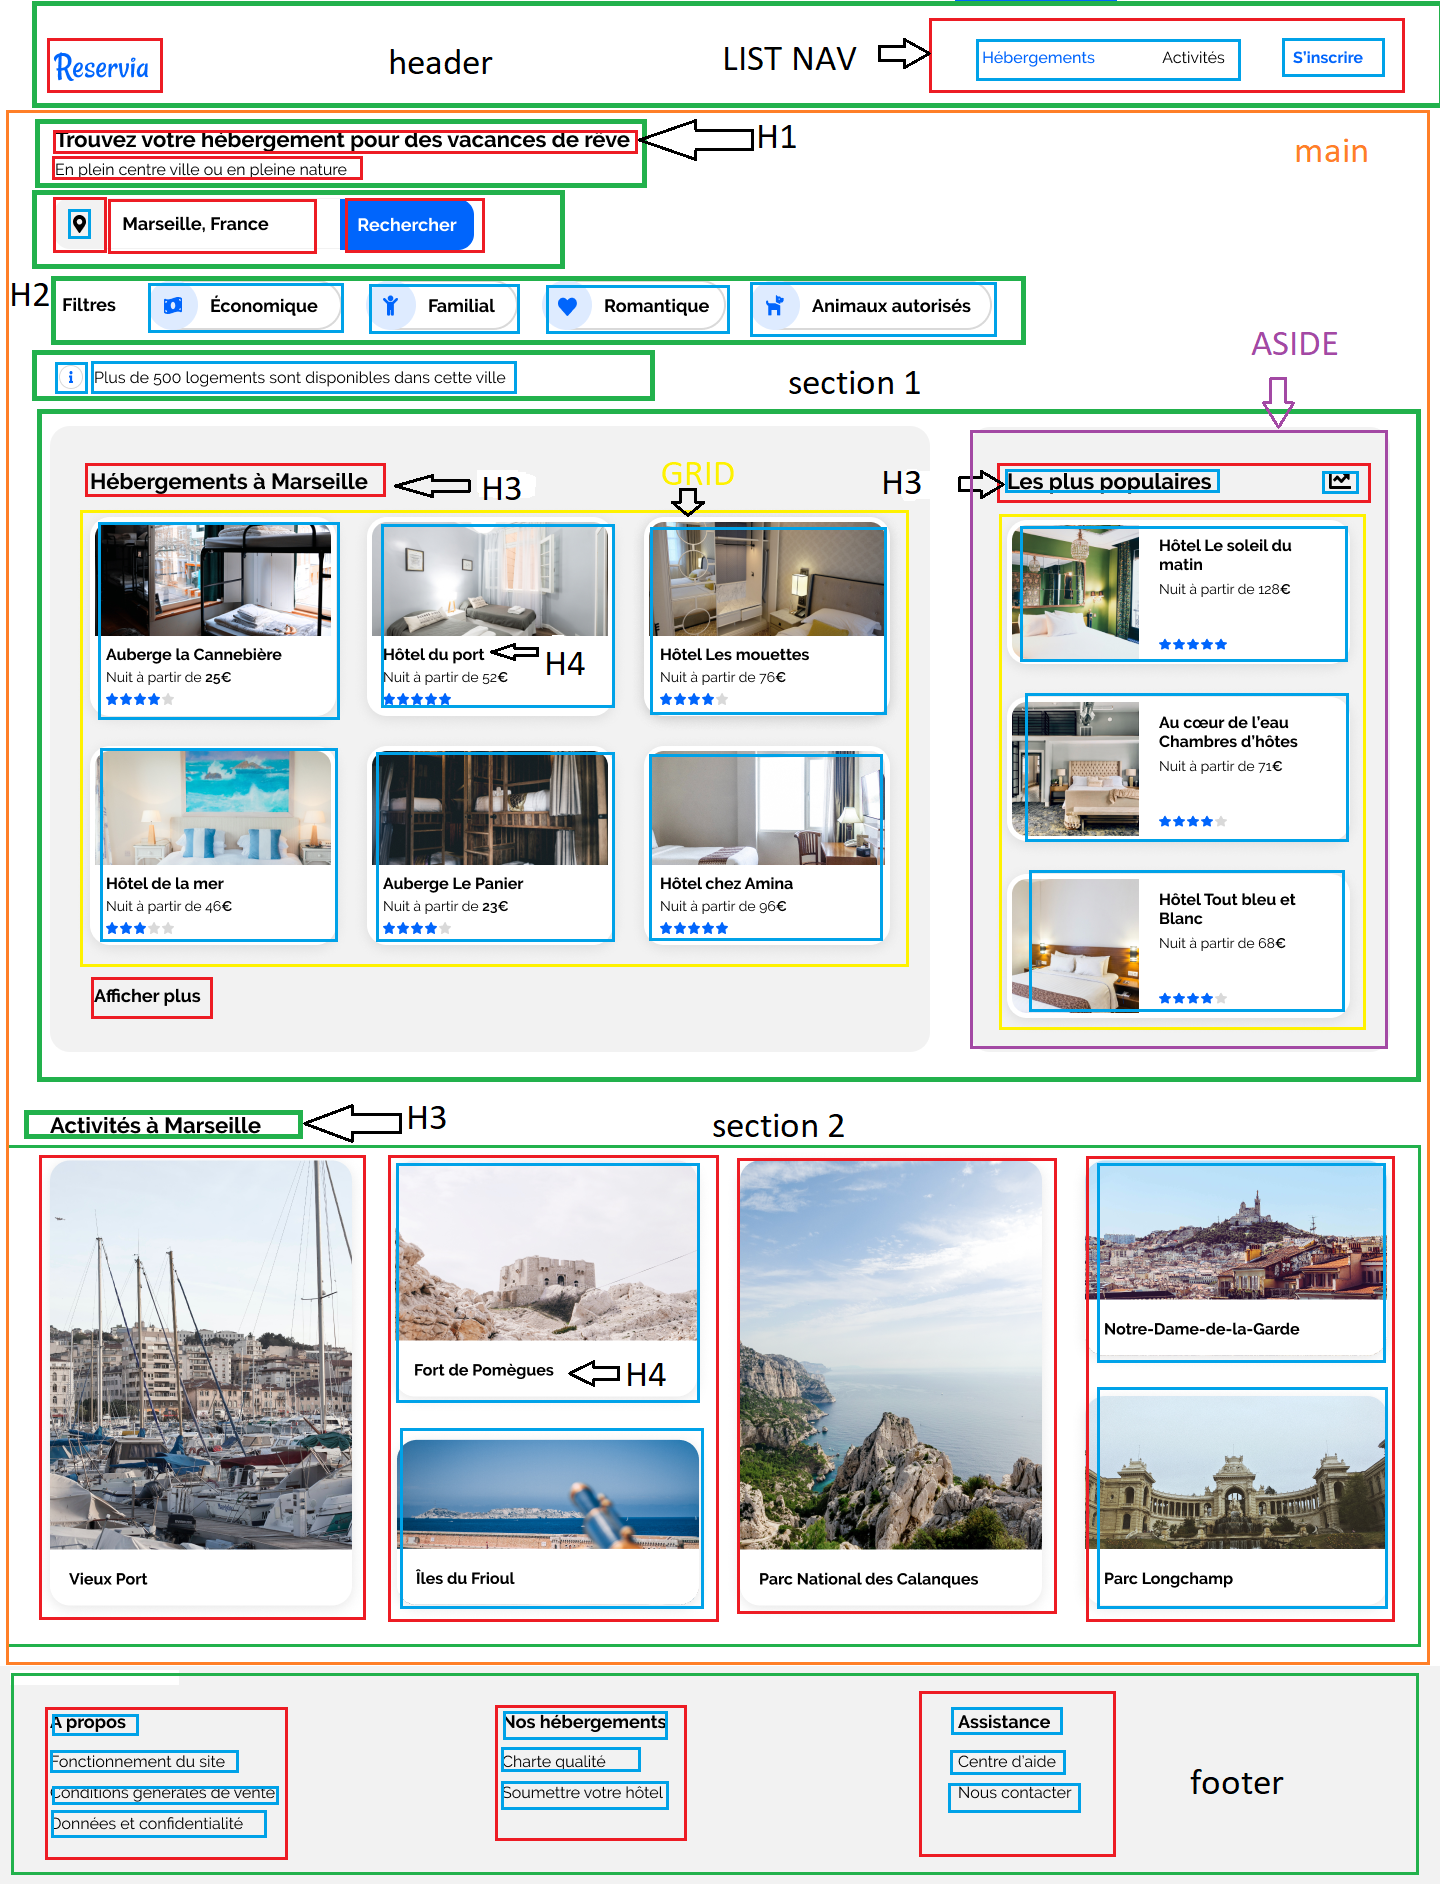 Reservia
header
LIST NAV
Hébergements
Activités
S'inscrire
Trouvez votre hébergement pour des vacances de rêve
H1
main
En plein centre ville ou en pleine nature
Marseille, France
Rechercher
H2
Filtres
Économique
Familial
Romantique
Animaux autorisés
ASIDE
Plus de 500 logements sont disponibles dans cette ville
section 1
Hébergements à Marseille
H3
GRID
H3
Les plus populaires
Auberge la Cannebière
Nuit à partir de 25€
Hôtel du port
H4
Nuit à partir de 52€
Hôtel Les mouettes
Nuit à partir de 76€
Hôtel de la mer
Nuit à partir de 46€
Auberge Le Panier
Nuit à partir de 23€
Hôtel chez Amina
Nuit à partir de 96€
Afficher plus
Hôtel Le soleil du
matin
Nuit à partir de 128€
Au cœur de l'eau
Chambres d'hôtes
Nuit à partir de 71€
Hôtel Tout bleu et
Blanc
Nuit à partir de 68€
Activités à Marseille
H3
section 2
Vieux Port
Fort de Pomègues
H4
Îles du Frioul
Parc National des Calanques
Notre-Dame-de-la-Garde
Parc Longchamp
A propos
Fonctionnement du site
Conditions générales de vente
Données et confidentialité
Nos hébergements
Charte qualité
Soumettre votre hôtel
Assistance
Centre d'aide
Nous contacter
footer